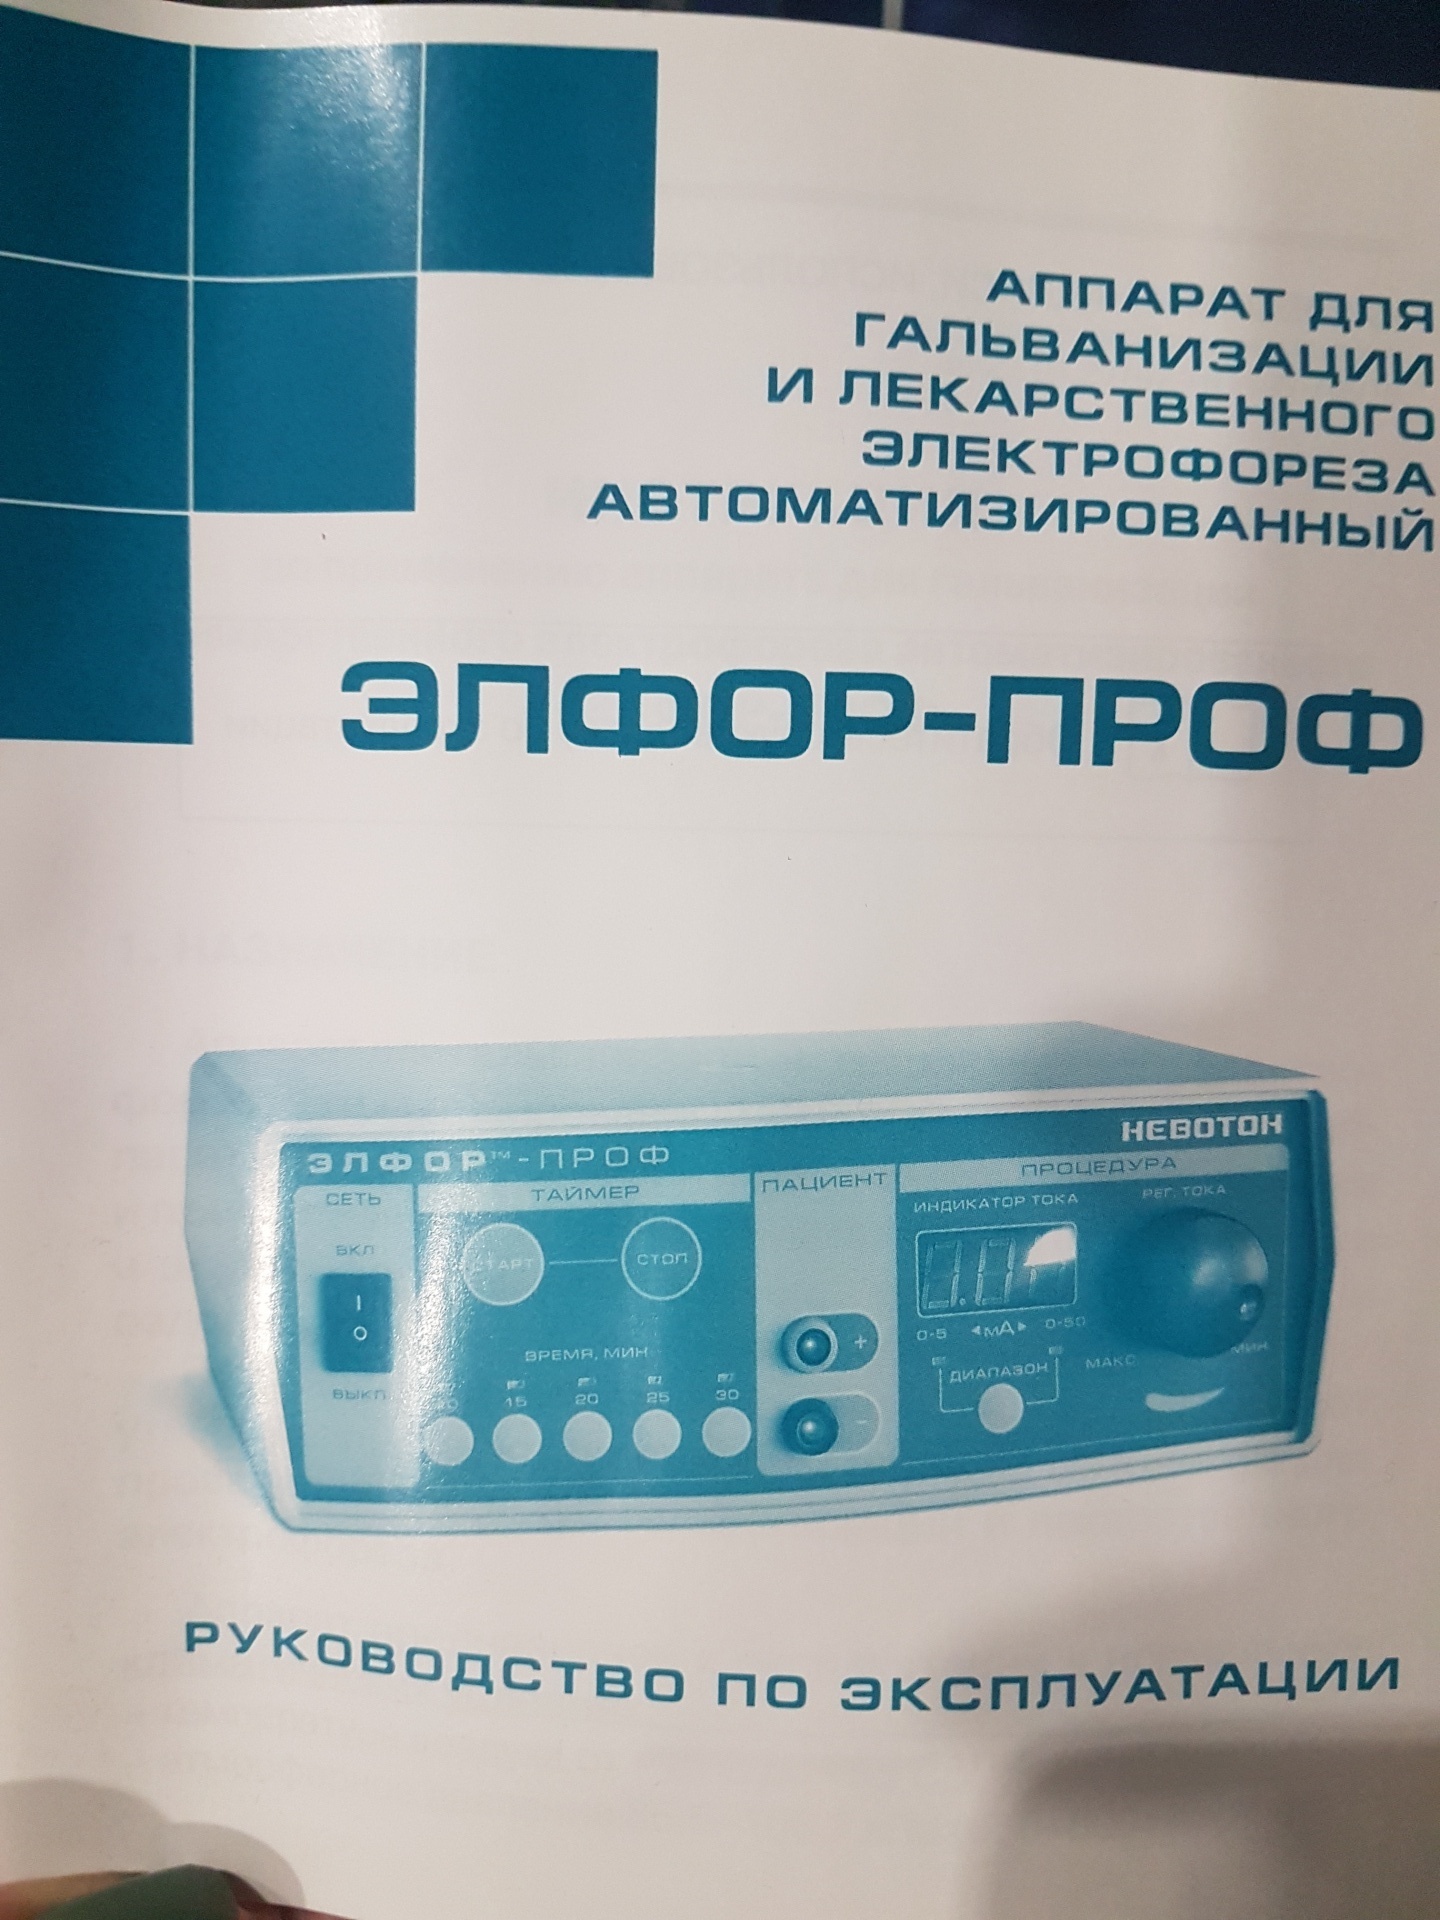 АППАРАТ ДЛЯ
ГАЛЬВАНИЗАЦИИ
И ЛЕКАРСТВЕННОГО
ЭЛЕКТРОФОРЕЗА
АВТОМАТИЗИРОВАННЫЙ
ЭЛФОР-ПРОФ
НЕВОТОН
ЭЛФОР™-ПРОФ
СЕТЬ
ТАЙМЕР
ПАЦИЕНТ
ПРОЦЕДУРА
ИНДИКАТОР ТОКА
РЕГ. ТОКА
ВКЛ
СТАРТ
СТОП
I
O
ВЫКЛ
ВРЕМЯ, МИН
15
20
25
30
+
-
0-5 ◄мА► 0-50
ДИАПАЗОН
МАКС
МИН
РУКОВОДСТВО ПО ЭКСПЛУАТАЦИИ